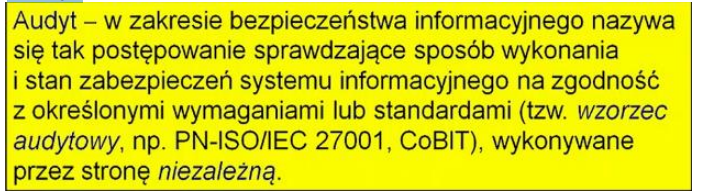 Audyt – w zakresie bezpieczeństwa informacyjnego nazywa
się tak postępowanie sprawdzające sposób wykonania
i stan zabezpieczeń systemu informacyjnego na zgodność
z określonymi wymaganiami lub standardami (tzw. wzorzec
audytowy, np. PN-ISO/IEC 27001, CoBIT), wykonywane
przez stronę niezależną.